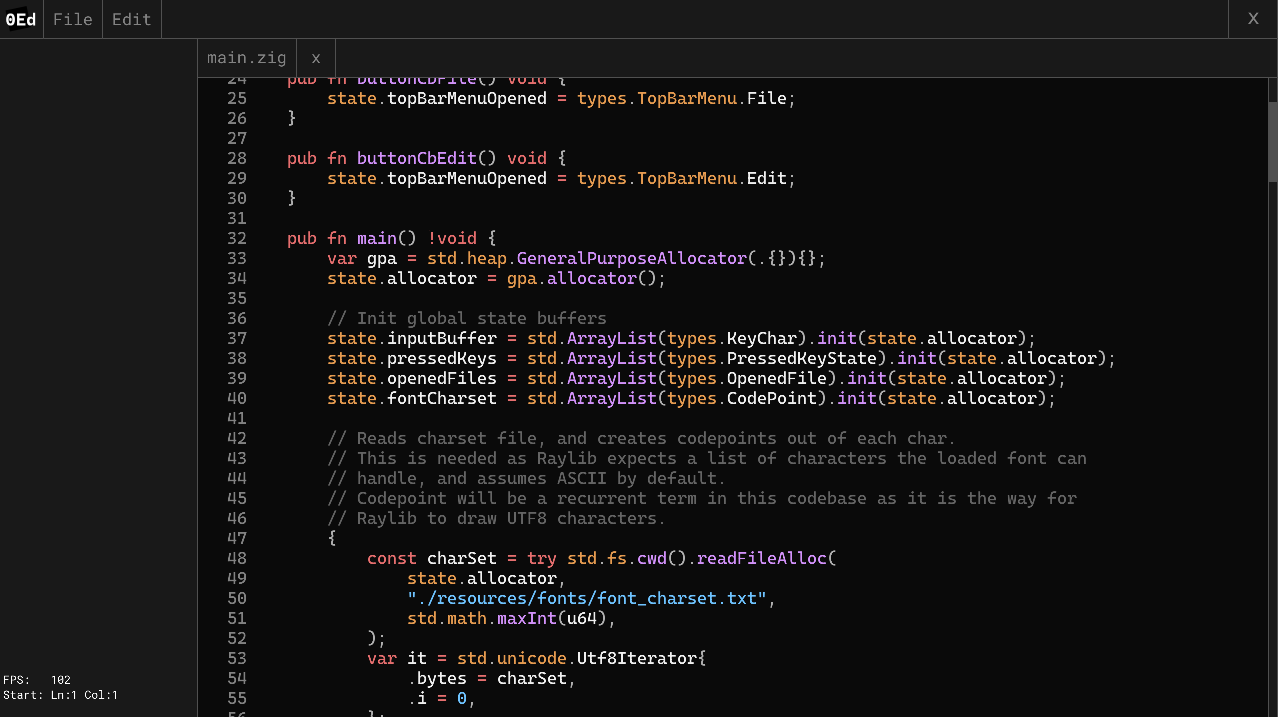 0Ed File Edit X
main.zig x
24 pub fn buttonCbFile() void {
25 state.topBarMenuOpened = types.TopBarMenu.File;
26 }
27
28 pub fn buttonCbEdit() void {
29 state.topBarMenuOpened = types.TopBarMenu.Edit;
30 }
31
32 pub fn main() !void {
33 var gpa = std.heap.GeneralPurposeAllocator(.{}){};
34 state.allocator = gpa.allocator();
35
36 // Init global state buffers
37 state.inputBuffer = std.ArrayList(types.KeyChar).init(state.allocator);
38 state.pressedKeys = std.ArrayList(types.PressedKeyState).init(state.allocator);
39 state.openedFiles = std.ArrayList(types.OpenedFile).init(state.allocator);
40 state.fontCharset = std.ArrayList(types.CodePoint).init(state.allocator);
41
42 // Reads charset file, and creates codepoints out of each char.
43 // This is needed as Raylib expects a list of characters the loaded font can
44 // handle, and assumes ASCII by default.
45 // Codepoint will be a recurrent term in this codebase as it is the way for
46 // Raylib to draw UTF8 characters.
47 {
48 const charSet = try std.fs.cwd().readFileAlloc(
49 state.allocator,
50 "./resources/fonts/font_charset.txt",
51 std.math.maxInt(u64),
52 );
53 var it = std.unicode.Utf8Iterator{
54 .bytes = charSet,
55 .i = 0,
56 };
FPS: 102
Start: Ln:1 Col:1